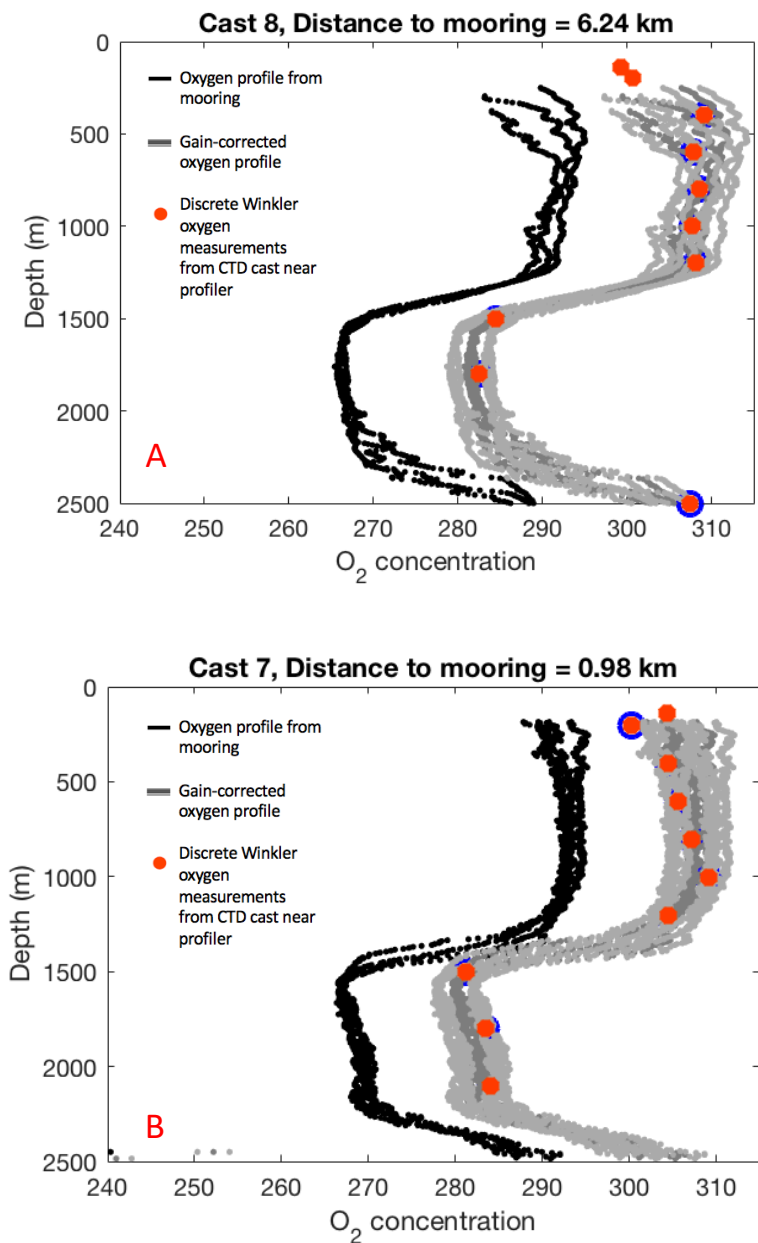 Cast 8, Distance to mooring = 6.24 km
0
500
1000
1500
2000
2500
Depth (m)
Oxygen profile from
mooring
Gain-corrected
oxygen profile
Discrete Winkler
oxygen
measurements
from CTD cast near
profiler
A
240 250 260 270 280 290 300 310
O2 concentration
Cast 7, Distance to mooring = 0.98 km
0
500
1000
1500
2000
2500
Depth (m)
Oxygen profile from
mooring
Gain-corrected
oxygen profile
Discrete Winkler
oxygen
measurements
from CTD cast near
profiler
B
240 250 260 270 280 290 300 310
O2 concentration